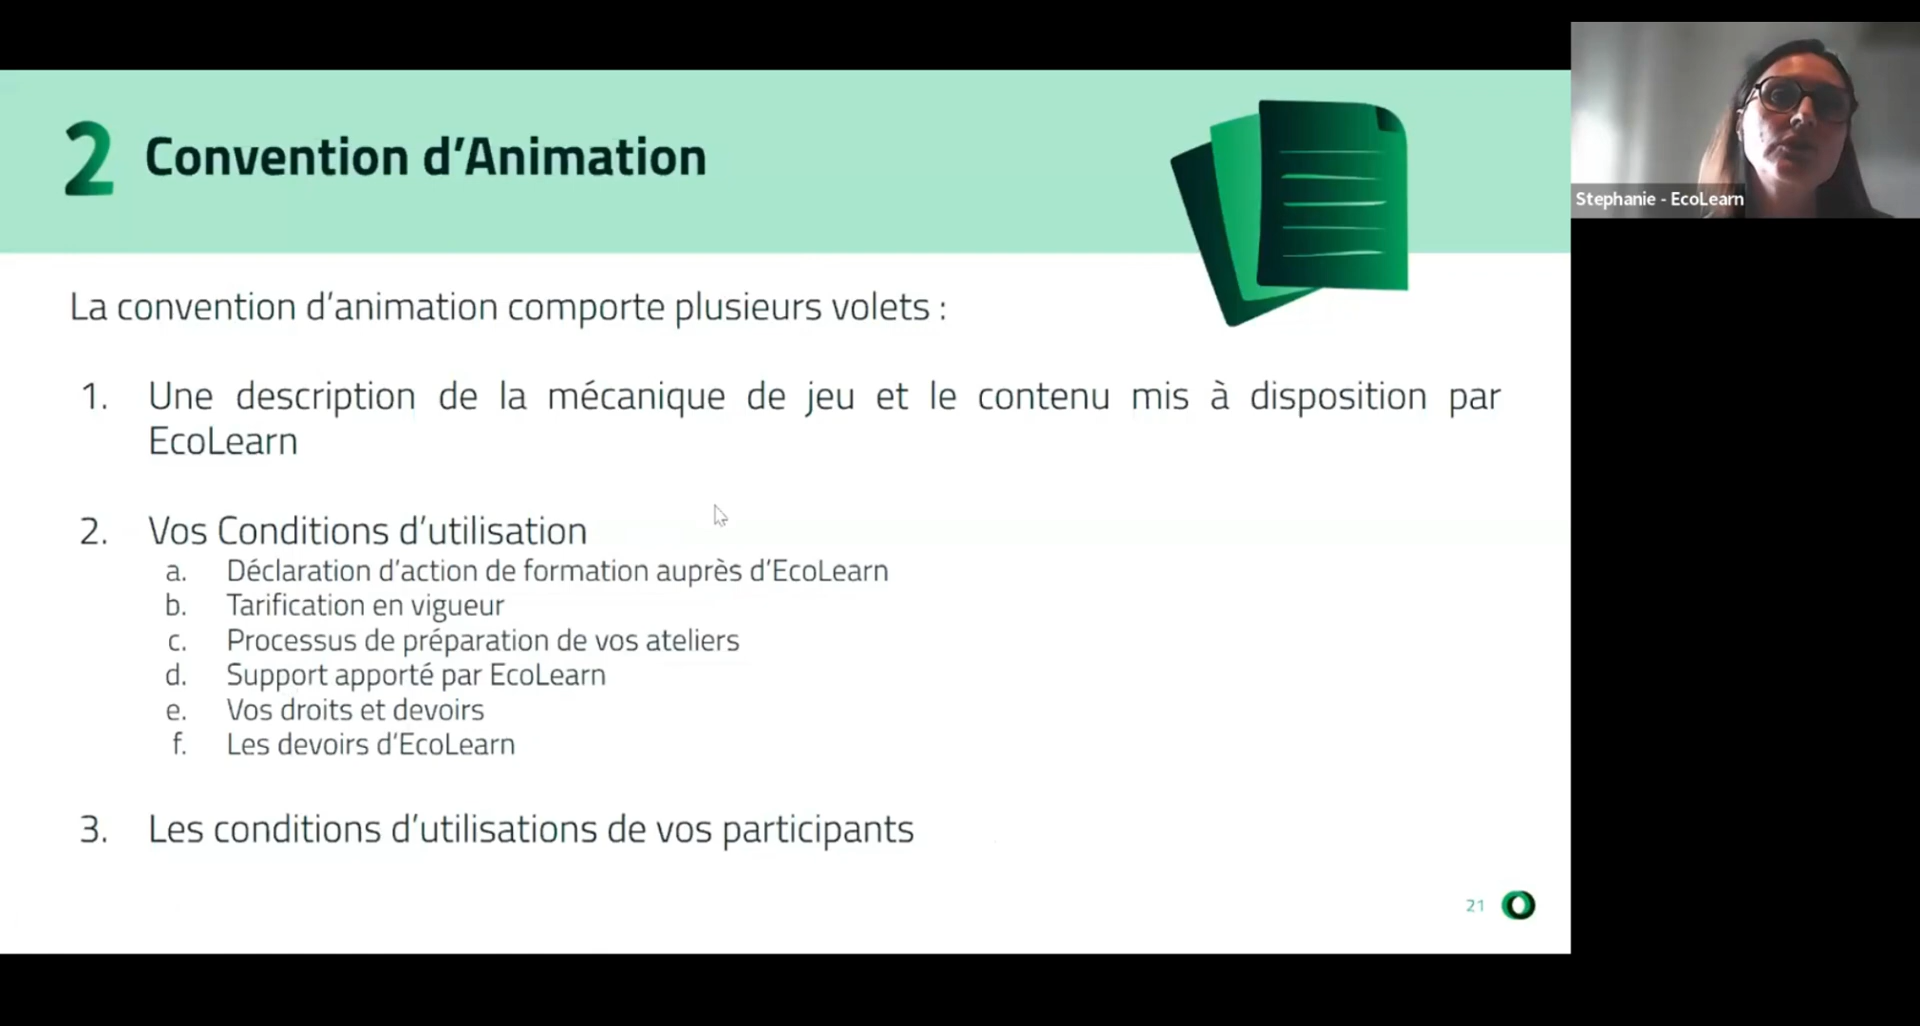 2 Convention d'Animation
Stephanie - EcoLearn
La convention d'animation comporte plusieurs volets :
1. Une description de la mécanique de jeu et le contenu mis à disposition par
EcoLearn
2. Vos Conditions d'utilisation
a. Déclaration d'action de formation auprès d'EcoLearn
b. Tarification en vigueur
c. Processus de préparation de vos ateliers
d. Support apporté par EcoLearn
e. Vos droits et devoirs
f. Les devoirs d'EcoLearn
3. Les conditions d'utilisations de vos participants
21